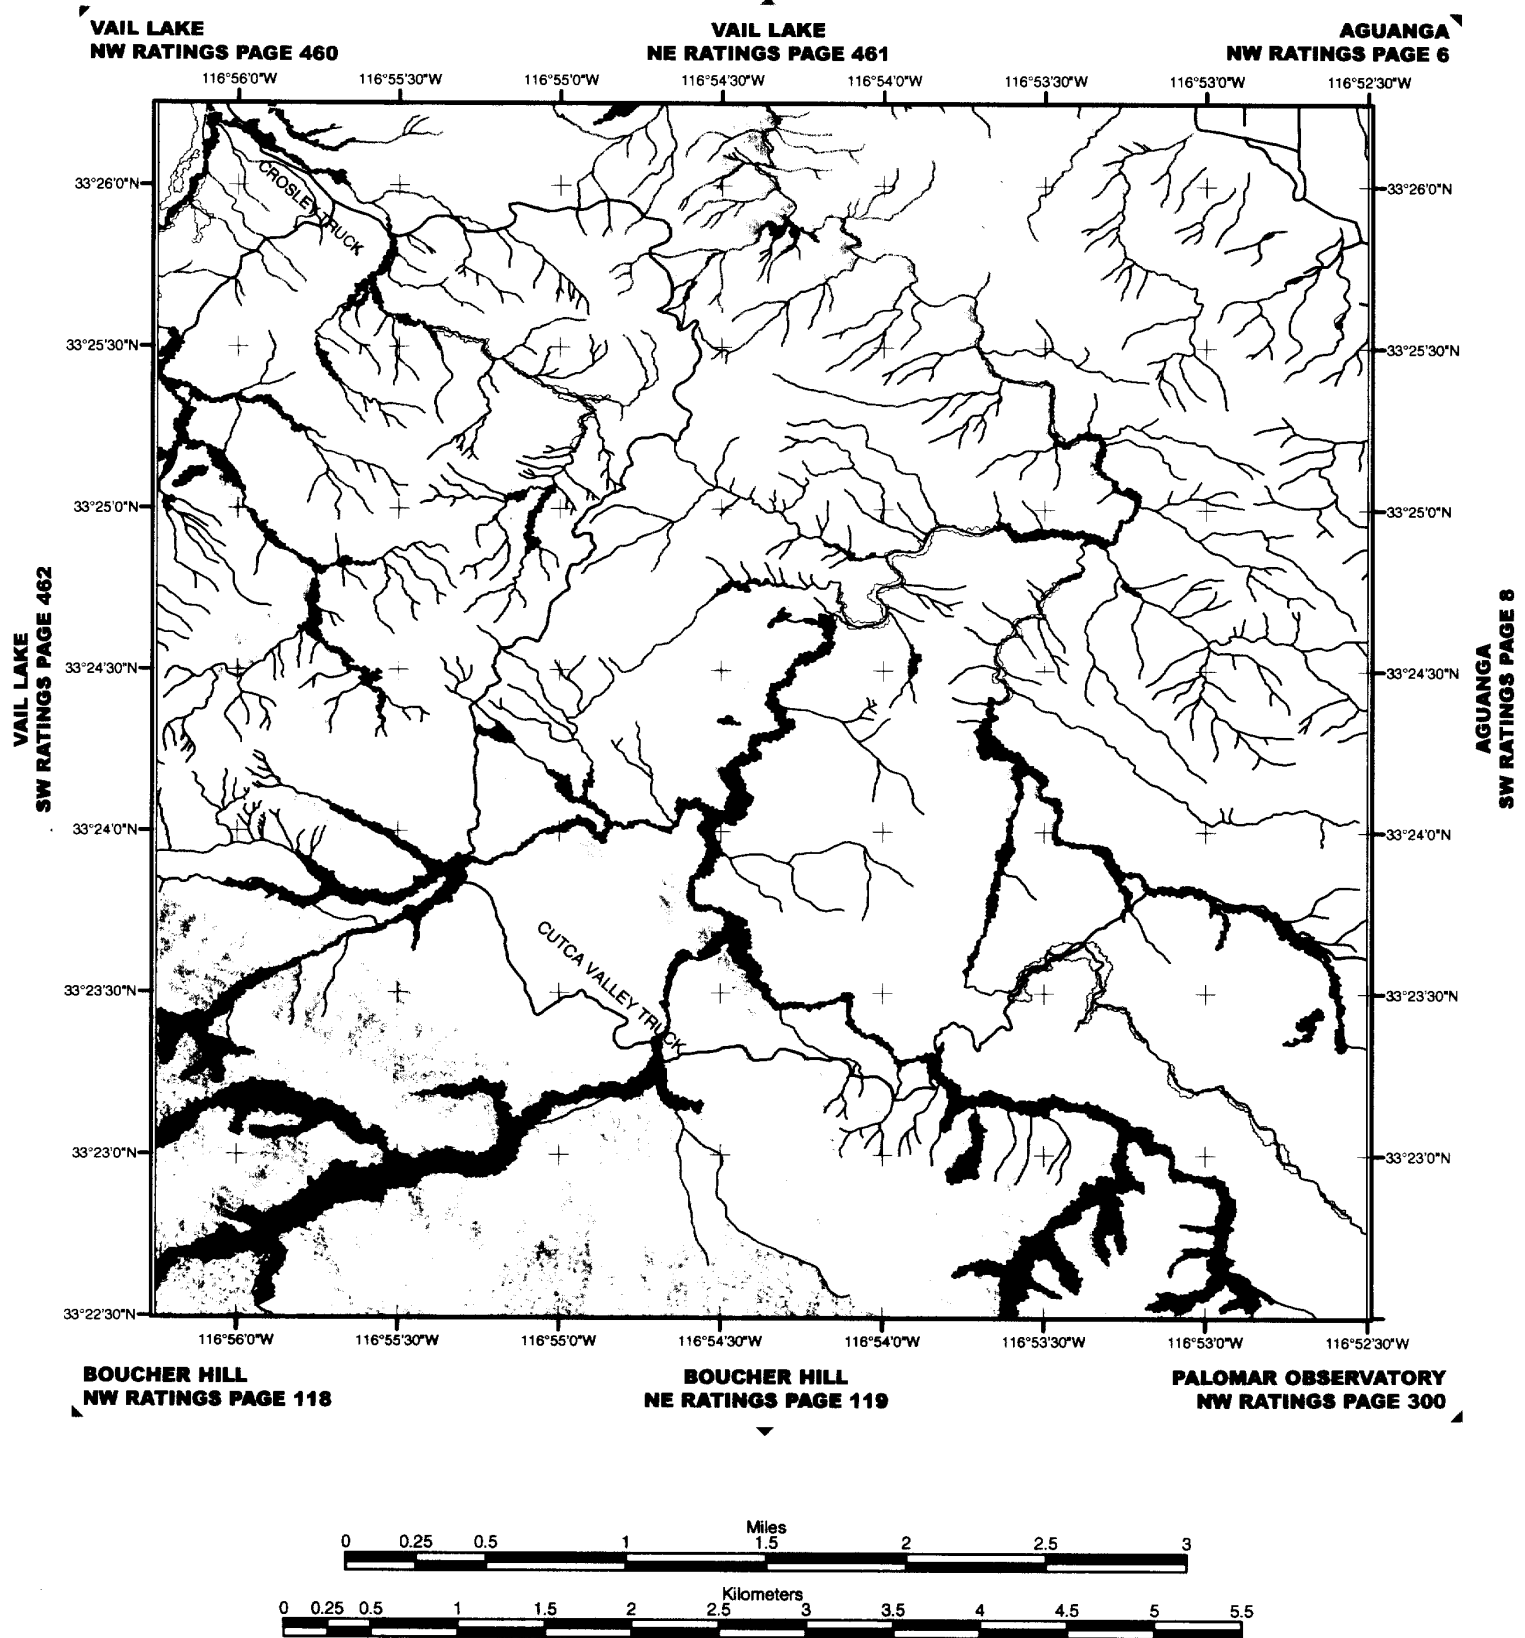 VAIL LAKE
NW RATINGS PAGE 460
VAIL LAKE
NE RATINGS PAGE 461
AGUANGA
NW RATINGS PAGE 6
116°56'0"W 116°55'30"W 116°55'0"W 116°54'30"W 116°54'0"W 116°53'30"W 116°53'0"W 116°52'30"W
33°26'0"N 33°26'0"N
CROSLEY TRUCK
33°25'30"N 33°25'30"N
33°25'0"N 33°25'0"N
VAIL LAKE
SW RATINGS PAGE 462
AGUANGA
SW RATINGS PAGE 8
33°24'30"N 33°24'30"N
33°24'0"N 33°24'0"N
CUTCA VALLEY TRUCK
33°23'30"N 33°23'30"N
33°23'0"N 33°23'0"N
33°22'30"N
116°56'0"W 116°55'30"W 116°55'0"W 116°54'30"W 116°54'0"W 116°53'30"W 116°53'0"W 116°52'30"W
BOUCHER HILL
NW RATINGS PAGE 118
BOUCHER HILL
NE RATINGS PAGE 119
PALOMAR OBSERVATORY
NW RATINGS PAGE 300
Miles
0 0.25 0.5 1 1.5 2 2.5 3
Kilometers
0 0.25 0.5 1 1.5 2 2.5 3 3.5 4 4.5 5 5.5